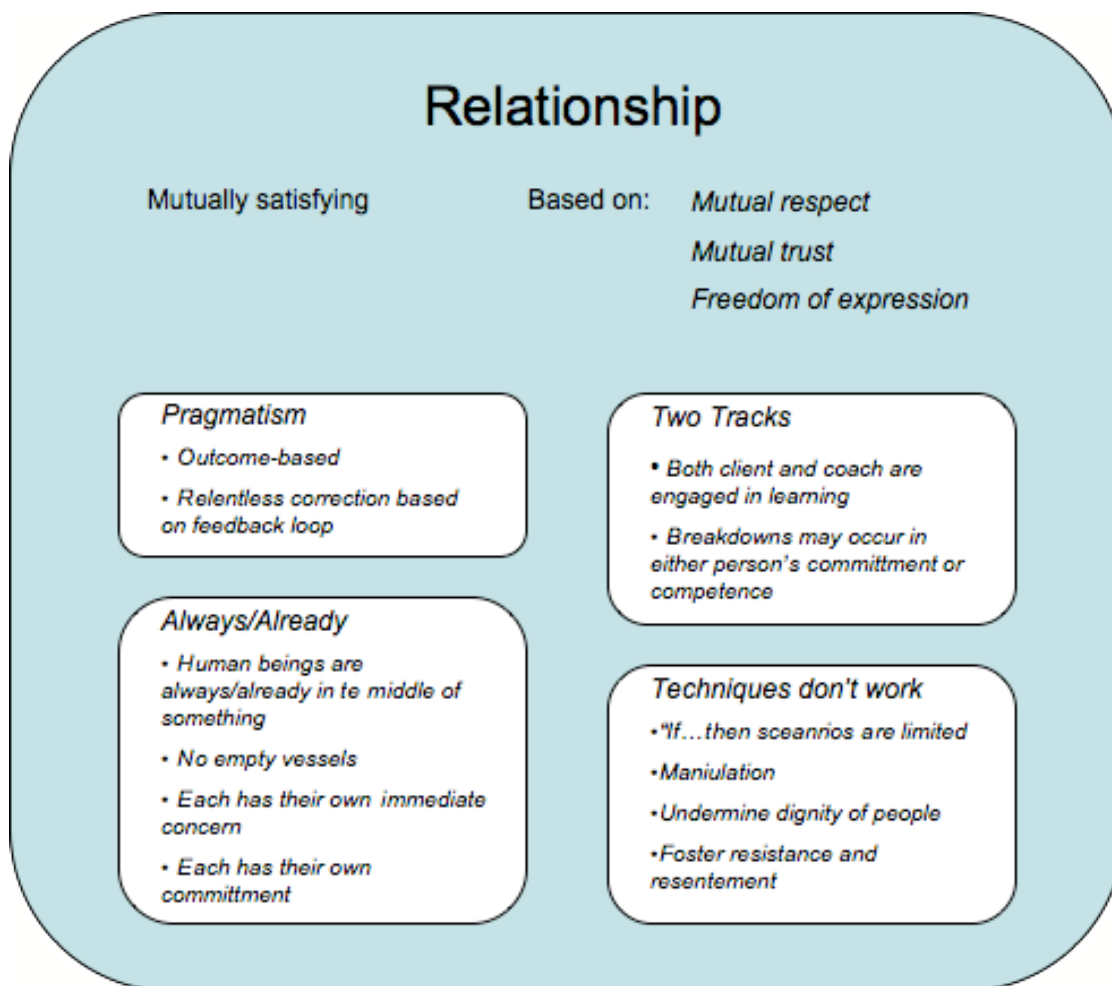 Relationship
Mutually satisfying
Based on:
Mutual respect
Mutual trust
Freedom of expression
Pragmatism
• Outcome-based
• Relentless correction based
on feedback loop
Always/Already
• Human beings are
always/already in te middle of
something
• No empty vessels
• Each has their own immediate
concern
• Each has their own
committment
Two Tracks
• Both client and coach are
engaged in learning
• Breakdowns may occur in
either person's committment or
competence
Techniques don't work
•"If…then sceanrios are limited
•Maniulation
•Undermine dignity of people
•Foster resistance and
resentement